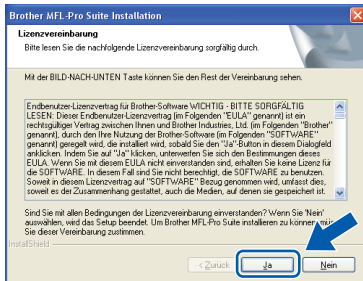 Brother MFL-Pro Suite Installation
Lizenzvereinbarung
Bitte lesen Sie die nachfolgende Lizenzvereinbarung sorgfältig durch.
Mit der BILD-NACH-UNTEN Taste können Sie den Rest der Vereinbarung sehen.
Endbenutzer-Lizenzvertrag für Brother-Software WICHTIG - BITTE SORGFÄLTIG
LESEN: Dieser Endbenutzer-Lizenzvertrag (im Folgenden "EULA" genannt) ist ein
rechtsgültiger Vertrag zwischen Ihnen und Brother Industries, Ltd. (im Folgenden "Brother"
genannt), durch den Ihre Nutzung der Brother-Software (im Folgenden "SOFTWARE"
genannt) geregelt wird, die installiert wird, sobald Sie den "Ja"-Button in diesem Dialogfeld
anklicken. Indem Sie auf "Ja" klicken, unterwerfen Sie sich den Bestimmungen dieses
EULA. Wenn Sie mit diesem EULA nicht einverstanden sind, erhalten Sie keine Lizenz für
die SOFTWARE. In diesem Fall sind Sie nicht berechtigt, die SOFTWARE zu benutzen.
Soweit in diesem Lizenzvertrag auf "SOFTWARE" Bezug genommen wird, umfasst dies,
soweit es der Zusammenhang gestattet, auch die Medien, auf denen sie gespeichert ist.
Sind Sie mit allen Bedingungen der Lizenzvereinbarung einverstanden? Wenn Sie 'Nein'
auswählen, wird das Setup beendet. Um Brother MFL-Pro Suite installieren zu können,
Sie dieser Vereinbarung zustimmen.
InstallShield
< Zurück
Ja
Nein